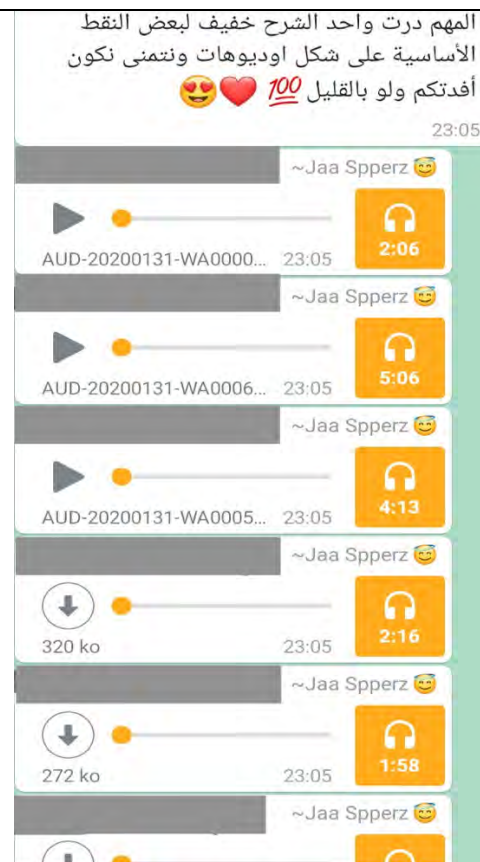 المهم درت واحد الشرح خفيف لبعض النقط
الأساسية على شكل اوديوهات ونتمنى نكون
أفدتكم ولو بالقليل 💯 ❤️ 😍
23:05
~Jaa Spperz 😇
2:06
AUD-20200131-WA0000... 23:05
~Jaa Spperz 😇
5:06
AUD-20200131-WA0006... 23:05
~Jaa Spperz 😇
4:13
AUD-20200131-WA0005... 23:05
~Jaa Spperz 😇
2:16
320 ko 23:05
~Jaa Spperz 😇
1:58
272 ko 23:05
~Jaa Spperz 😇